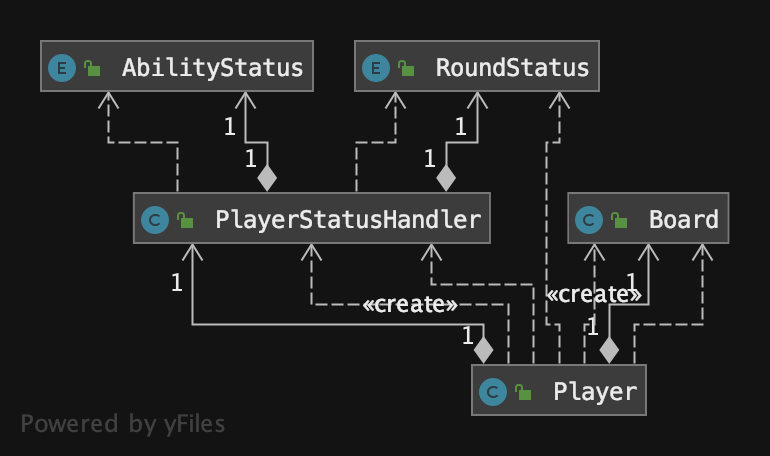 E AbilityStatus
E RoundStatus
1
1
1
1
C PlayerStatusHandler
C Board
1
1
«create»
«create»
1
1
C Player
Powered by yFiles